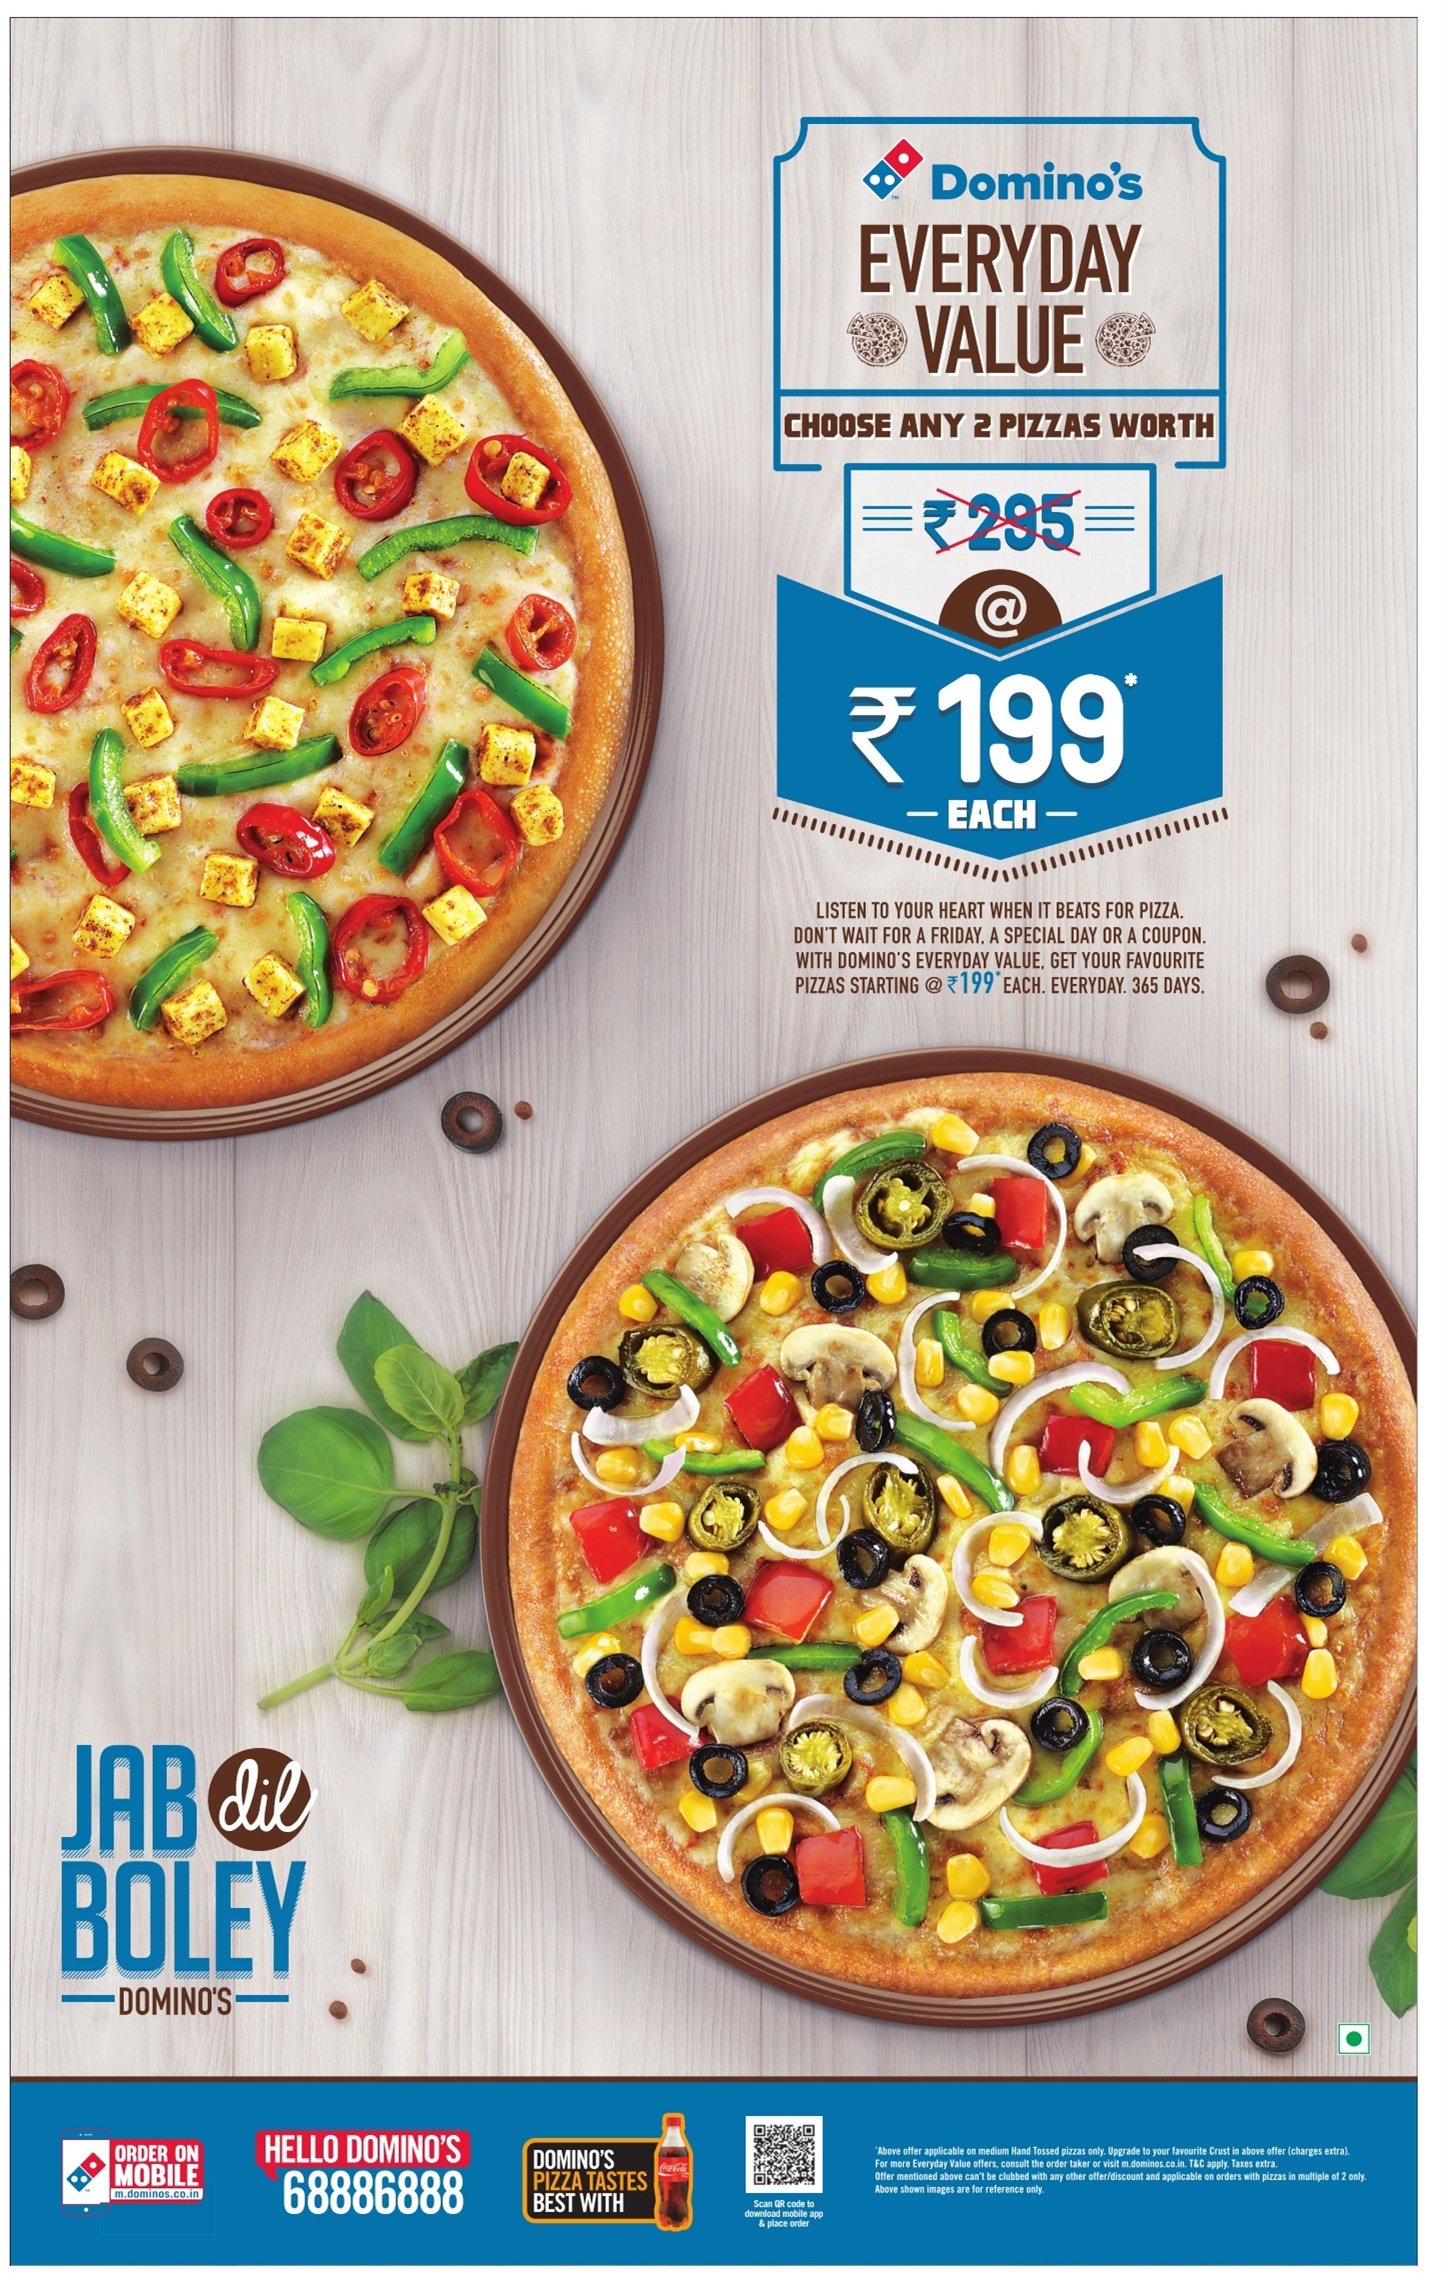 Domino's
EVERYDAY
VALUE
CHOOSE ANY 2 PIZZAS WORTH
₹ 295
@
₹ 199*
EACH
LISTEN TO YOUR HEART WHEN IT BEATS FOR PIZZA.
DON'T WAIT FOR A FRIDAY, A SPECIAL DAY OR A COUPON.
WITH DOMINO'S EVERYDAY VALUE, GET YOUR FAVOURITE
PIZZAS STARTING @ ₹199* EACH. EVERYDAY. 365 DAYS.
JAB dil
BOLEY
DOMINO'S
ORDER ON
MOBILE
m.dominos.co.in
HELLO DOMINO'S
68886888
DOMINO'S
PIZZA TASTES
BEST WITH
Coca-Cola
Scan QR code to
download mobile app
& place order
*Above offer applicable on medium Hand Tossed pizzas only. Upgrade to your favourite Crust in above offer (charges extra).
For more Everyday Value offers, consult the order taker or visit m.dominos.co.in. T&C apply. Taxes extra.
Offer mentioned above can't be clubbed with any other offer/discount and applicable on orders with pizzas in multiple of 2 only.
Above shown images are for reference only.